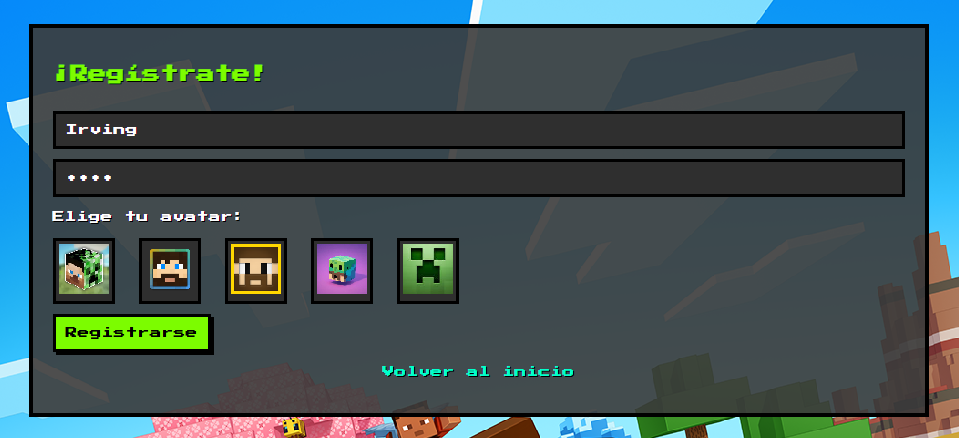 ¡Regístrate!
Irving
••••
Elige tu avatar:
Registrarse
Volver al inicio